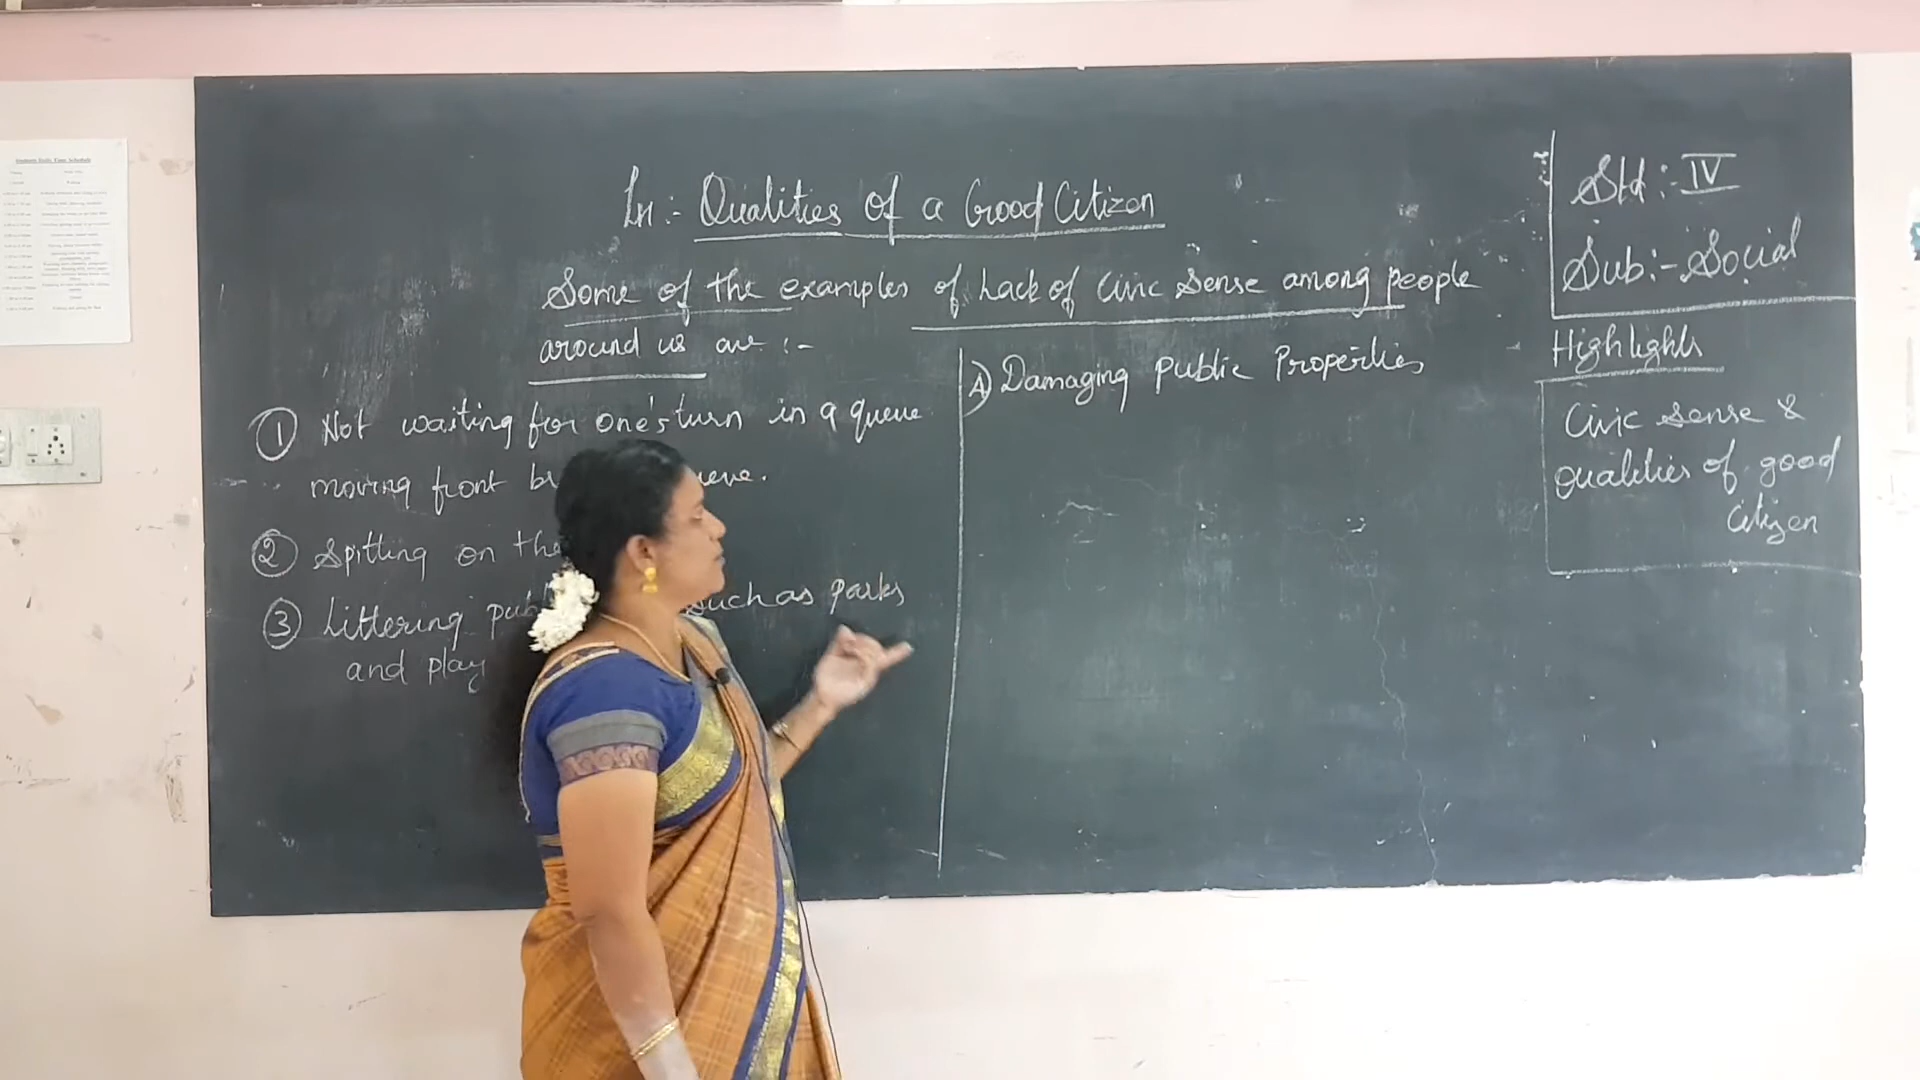 Ln :- Qualities Of a Good Citizen
Some of the examples of Lack of Civic Sense among people
around us are :-
① Not waiting for one's turn in a queue
moving front
② Spitting on the
③ Littering such as parks
and play
A) Damaging Public Properties
Std :- IV
Sub :- Social
Highlights
Civic Sense &
qualities of good
citizen